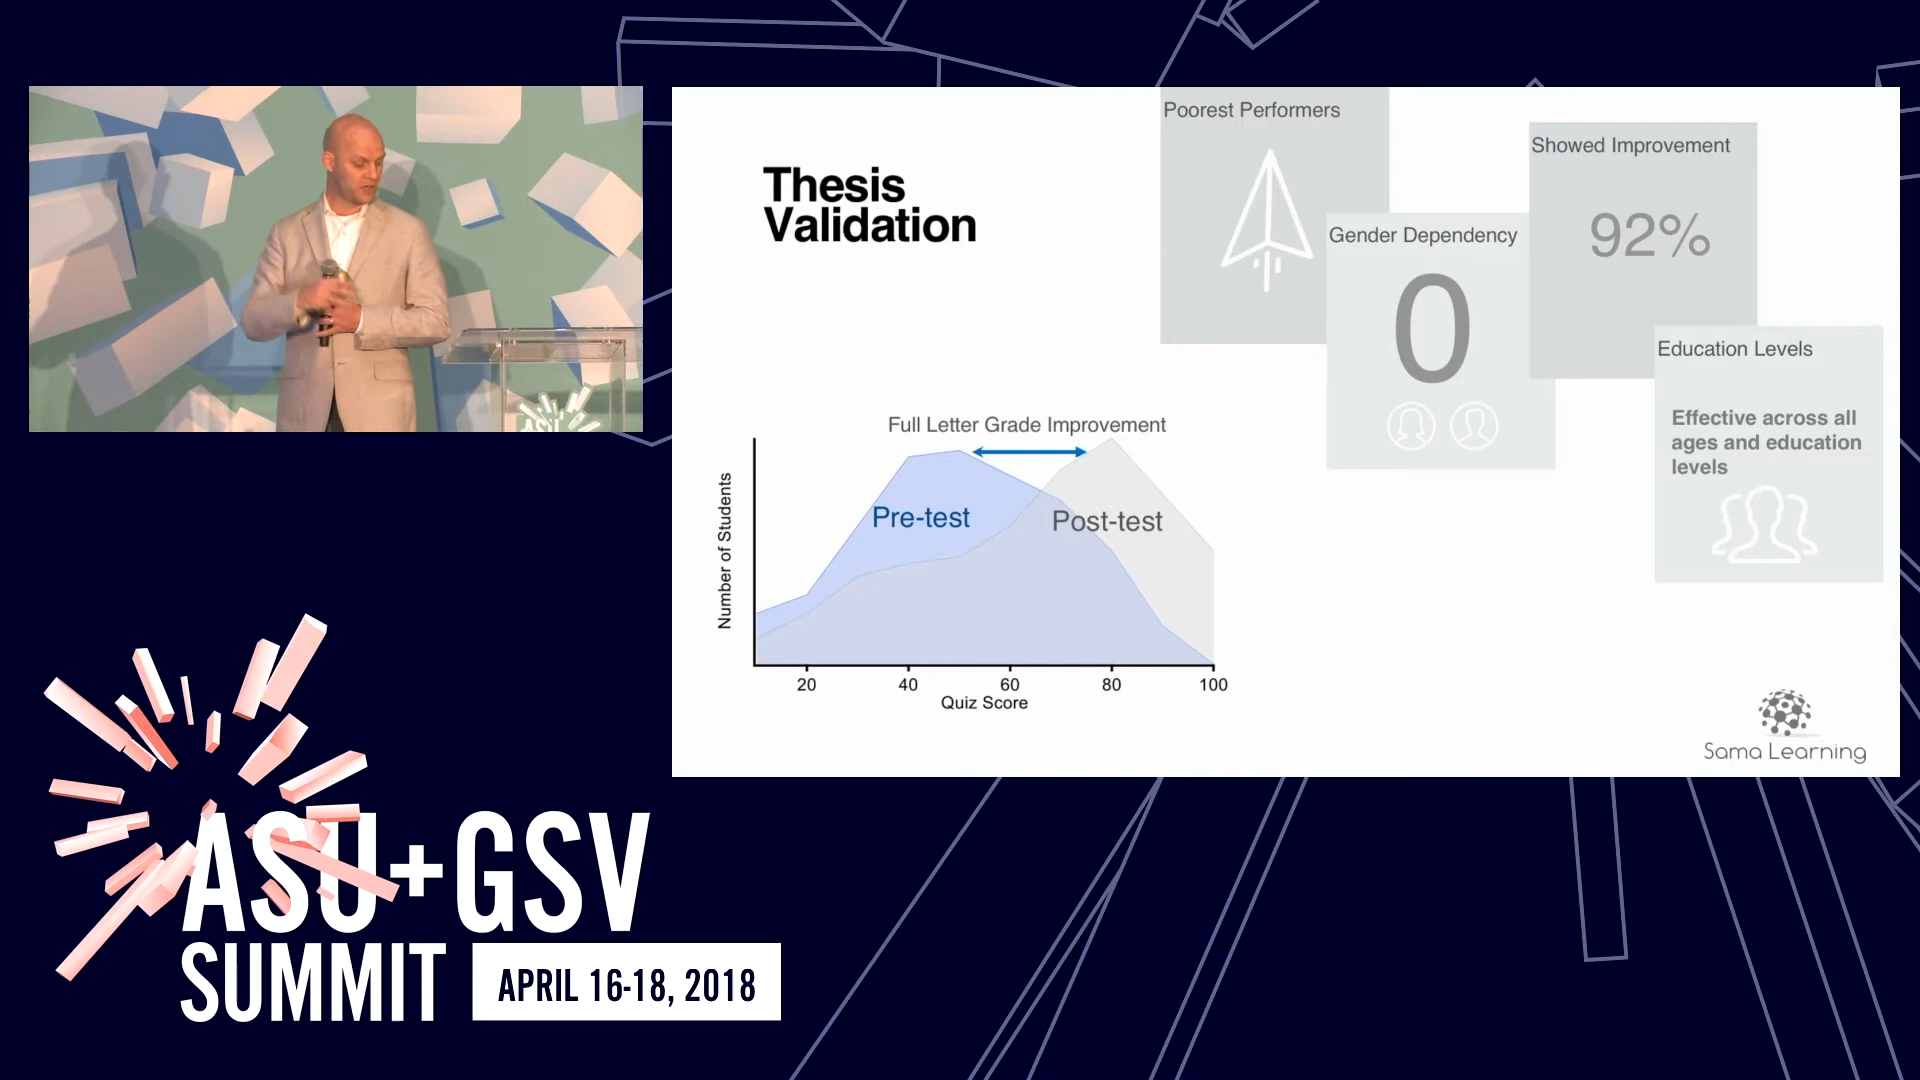 Thesis
Validation
Poorest Performers
Gender Dependency
0
Showed Improvement
92%
Education Levels
Effective across all
ages and education
levels
Full Letter Grade Improvement
Pre-test
Post-test
Number of Students
20 40 60 80 100
Quiz Score
Sama Learning
ASU
ASU+GSV
SUMMIT
APRIL 16-18, 2018